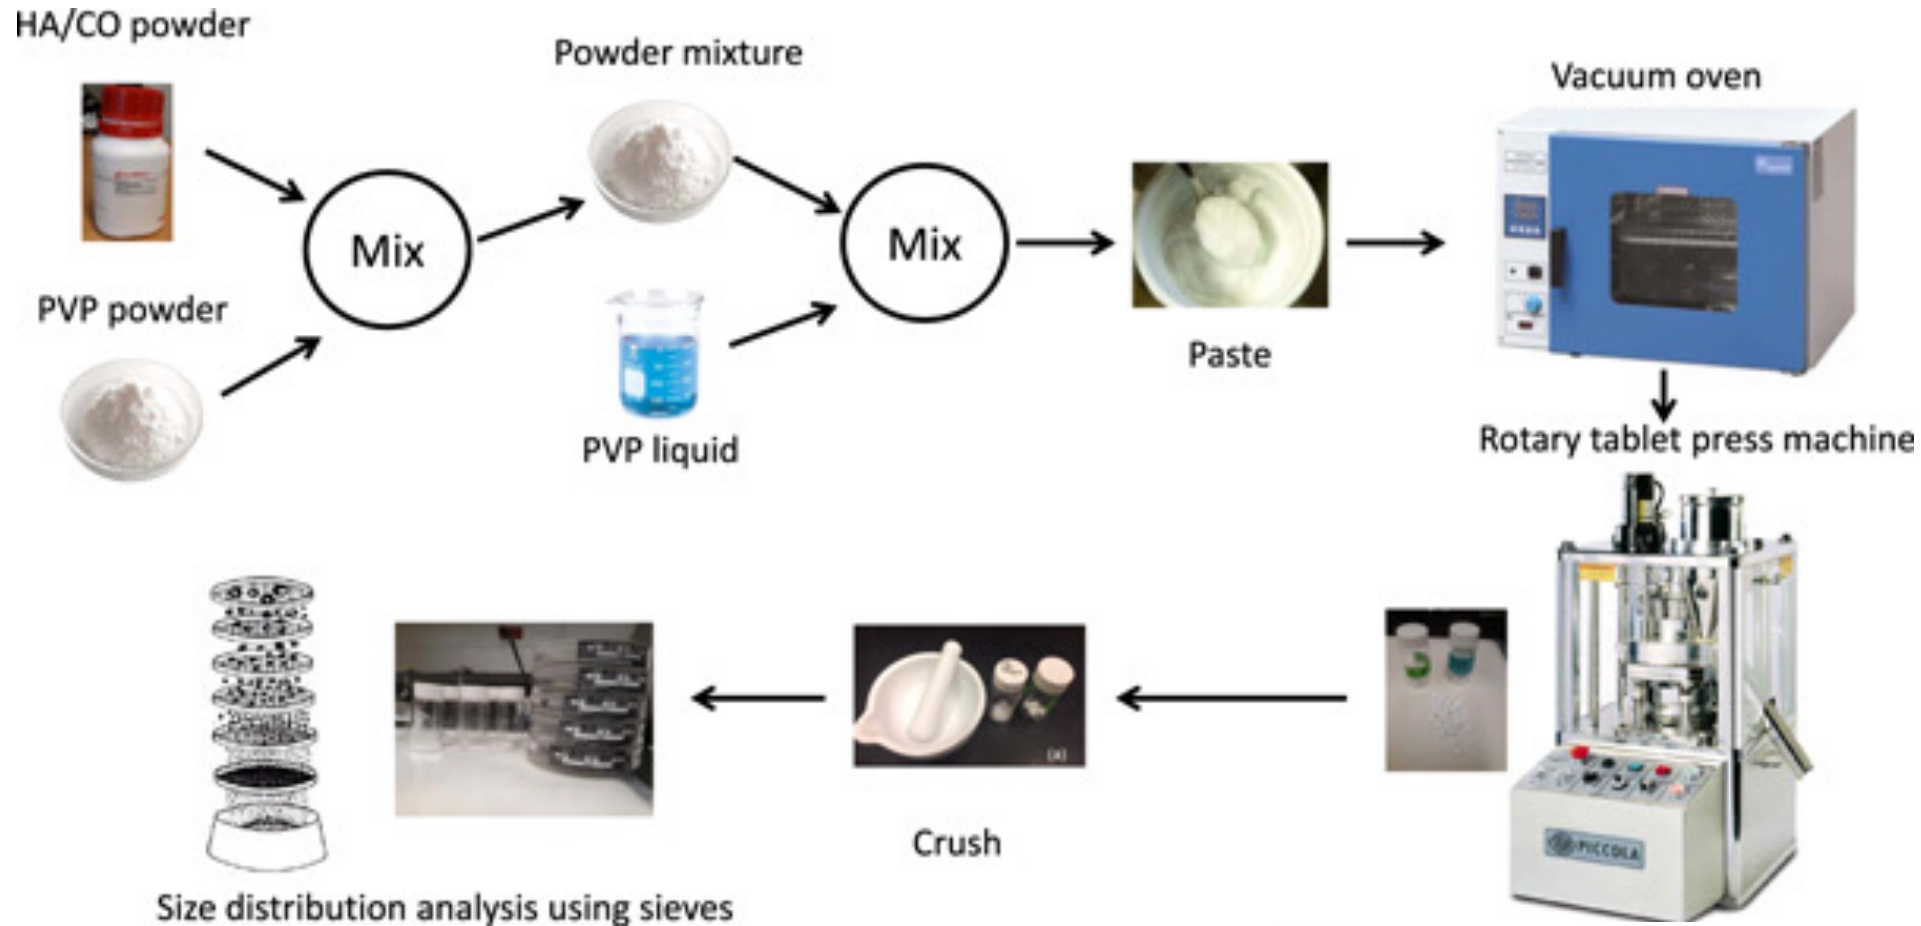 HA/CO powder
Powder mixture
Vacuum oven
Mix
Mix
PVP powder
Paste
PVP liquid
Rotary tablet press machine
(a)
Crush
PICCOLA
Size distribution analysis using sieves